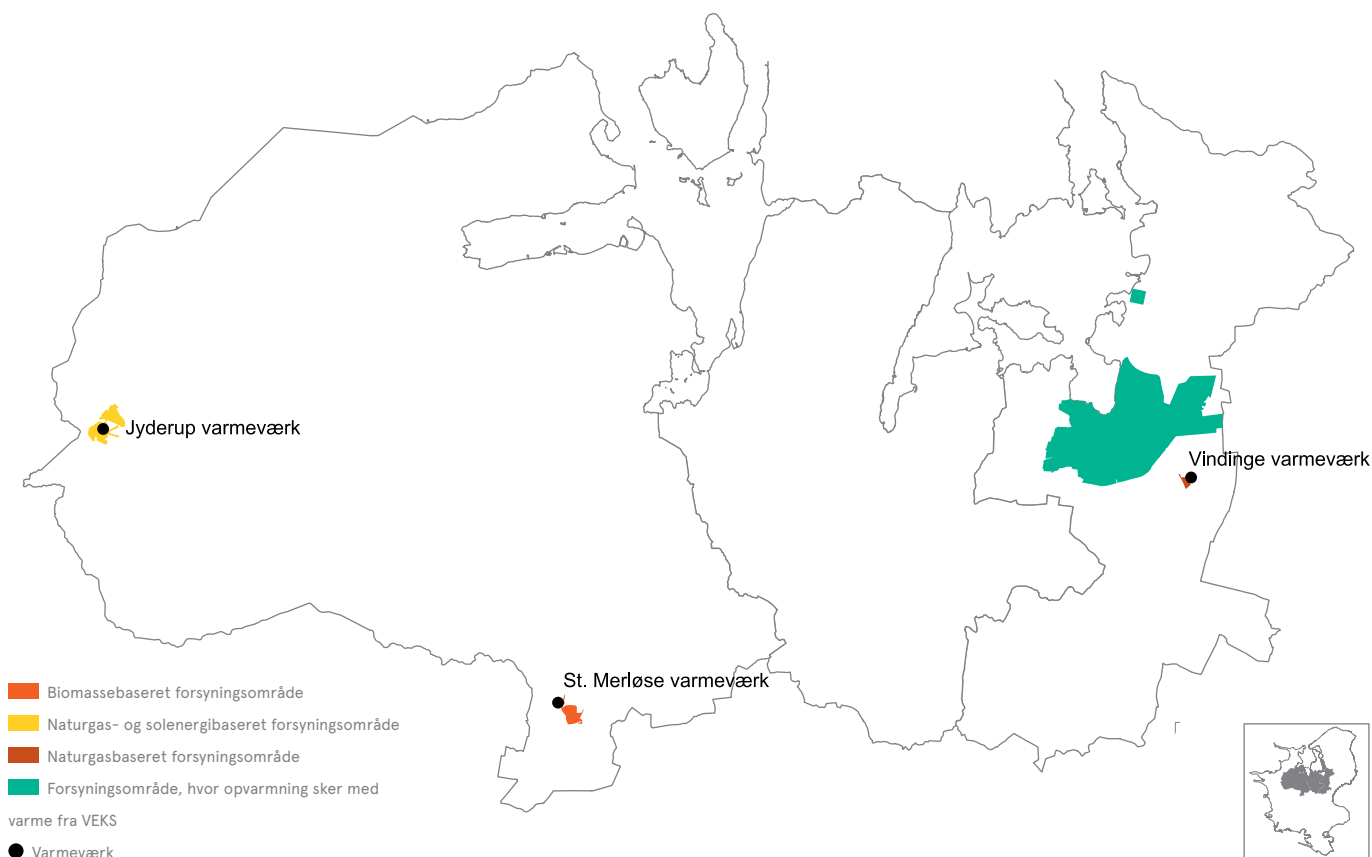 Jyderup varmeværk
Vindinge varmeværk
St. Merløse varmeværk
Biomassebaseret forsyningsområde
Naturgas- og solenergibaseret forsyningsområde
Naturgasbaseret forsyningsområde
Forsyningsområde, hvor opvarmning sker med
varme fra VEKS
Varmeværk